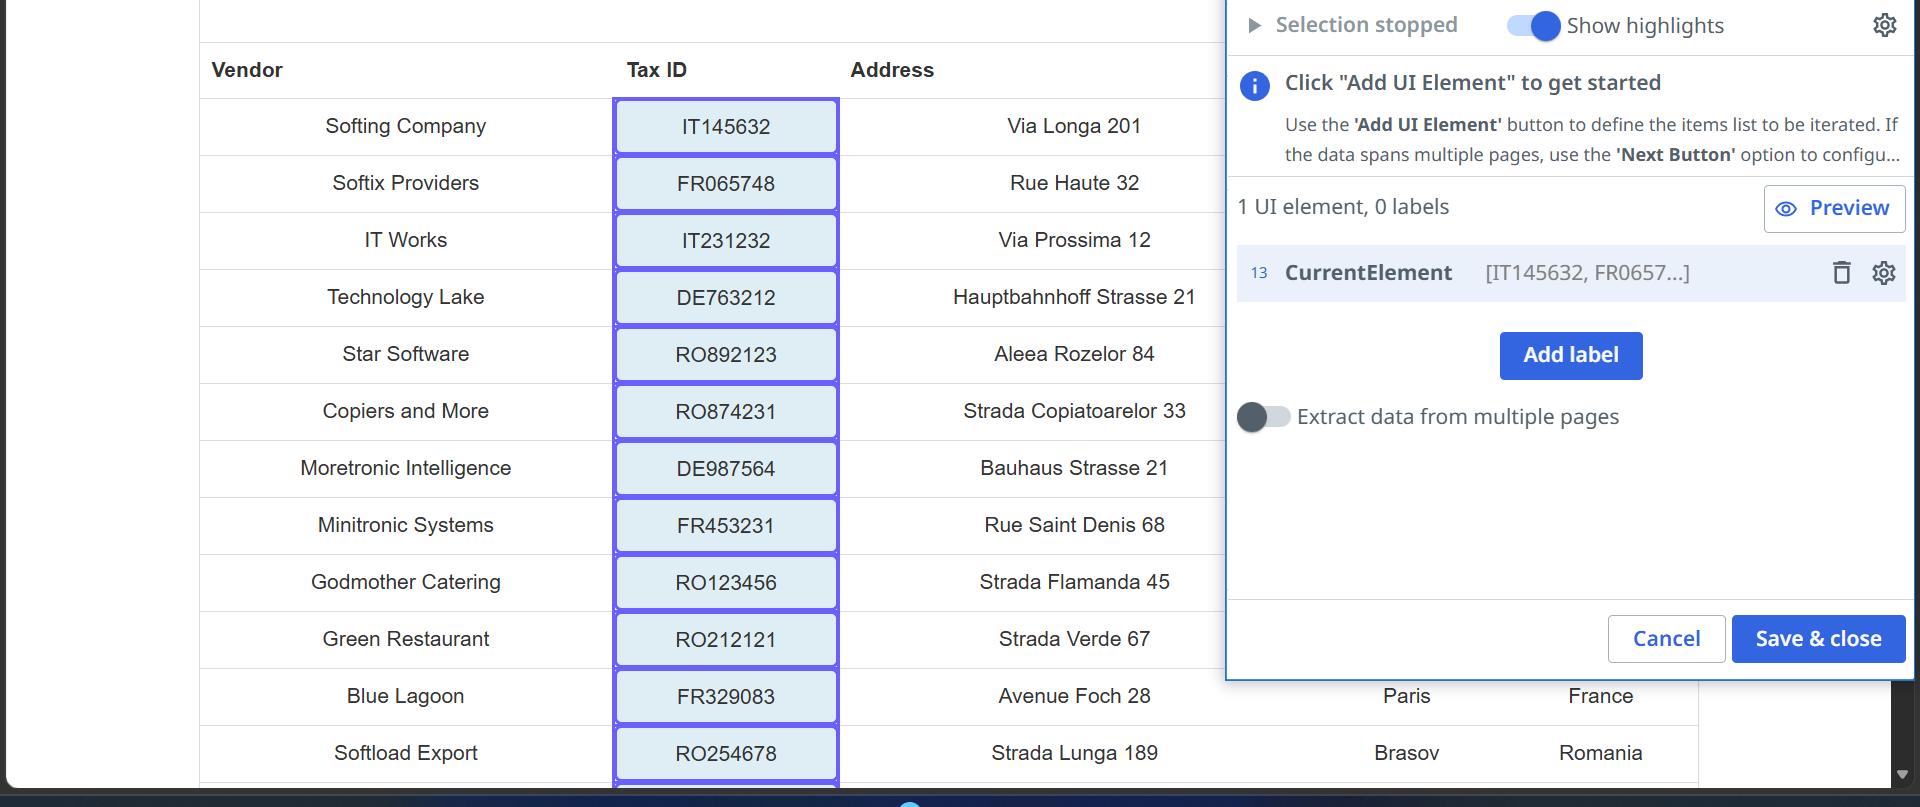 Selection stopped Show highlights
Click "Add UI Element" to get started
Use the 'Add UI Element' button to define the items list to be iterated. If
the data spans multiple pages, use the 'Next Button' option to configu...
1 UI element, 0 labels Preview
13 CurrentElement [IT145632, FR0657...]
Add label
Extract data from multiple pages
Cancel Save & close
Vendor Tax ID Address
Softing Company IT145632 Via Longa 201
Softix Providers FR065748 Rue Haute 32
IT Works IT231232 Via Prossima 12
Technology Lake DE763212 Hauptbahnhoff Strasse 21
Star Software RO892123 Aleea Rozelor 84
Copiers and More RO874231 Strada Copiatoarelor 33
Moretronic Intelligence DE987564 Bauhaus Strasse 21
Minitronic Systems FR453231 Rue Saint Denis 68
Godmother Catering RO123456 Strada Flamanda 45
Green Restaurant RO212121 Strada Verde 67
Blue Lagoon FR329083 Avenue Foch 28 Paris France
Softload Export RO254678 Strada Lunga 189 Brasov Romania